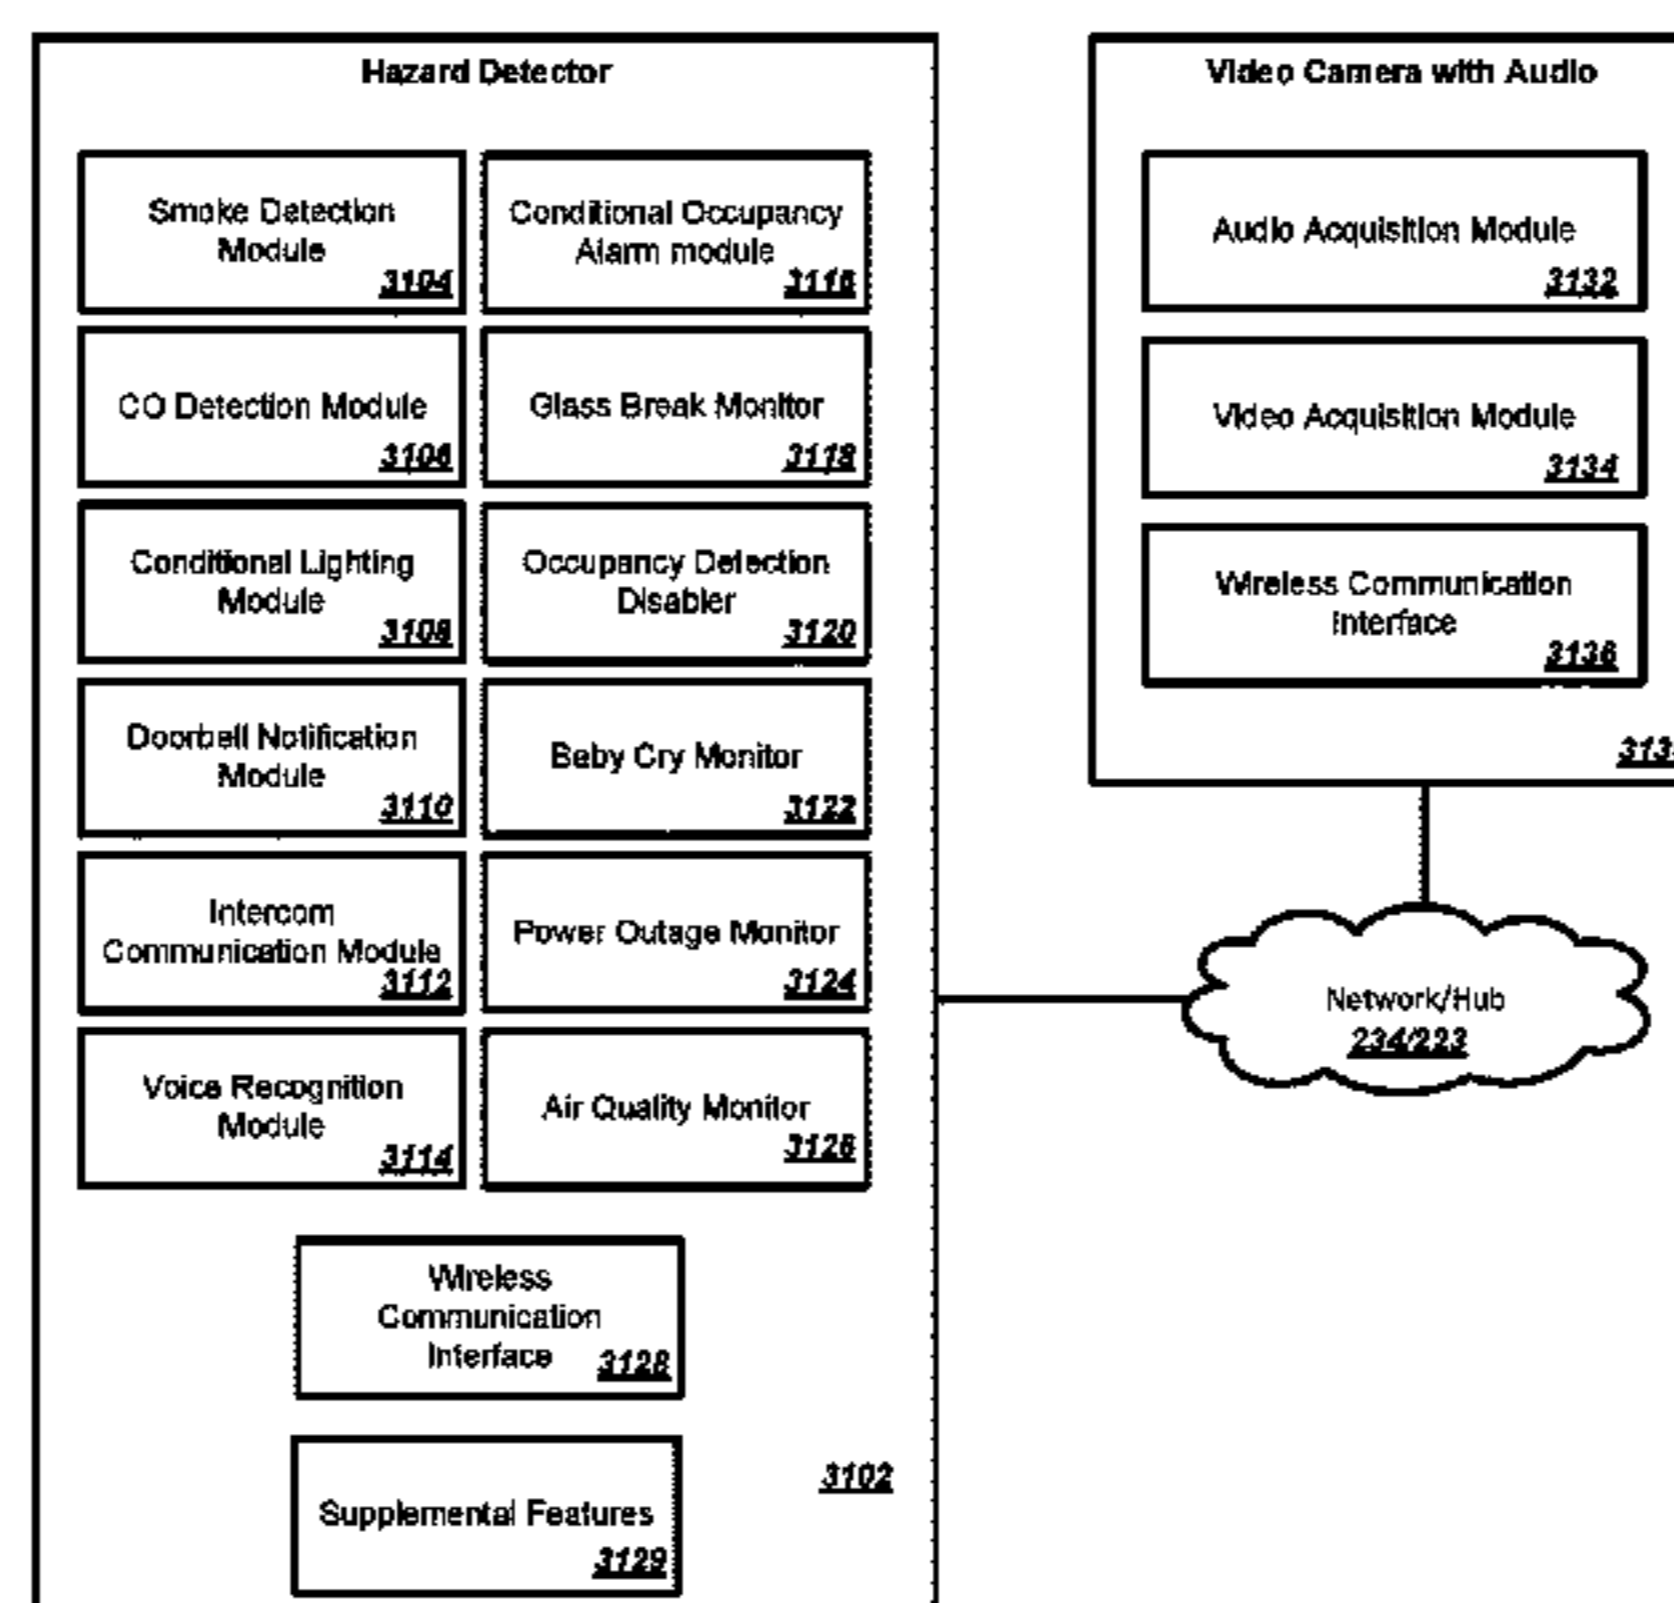 Hazard Detector
Smoke Detection
Module
3104
Conditional Occupancy
Alarm module
3116
CO Detection Module
3106
Glass Break Monitor
3118
Conditional Lighting
Module
3108
Occupancy Detection
Disabler
3120
Doorbell Notification
Module
3110
Baby Cry Monitor
3122
Intercom
Communication Module
3112
Power Outage Monitor
3124
Voice Recognition
Module
3114
Air Quality Monitor
3126
Wireless
Communication
Interface
3128
Supplemental Features
3129
3102
Video Camera with Audio
Audio Acquisition Module
3132
Video Acquisition Module
3134
Wireless Communication
Interface
3136
Network/Hub
234/223